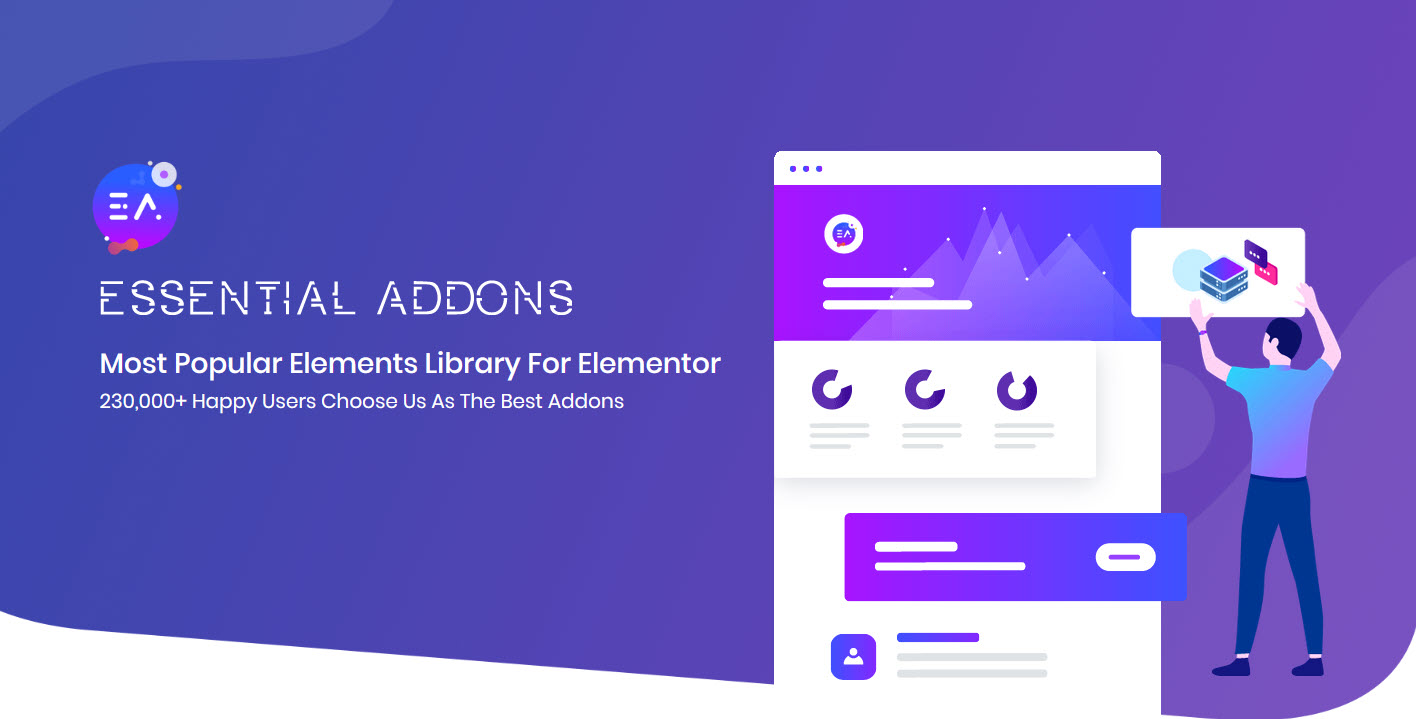 EA
ESSENTIAL ADDONS
Most Popular Elements Library For Elementor
230,000+ Happy Users Choose Us As The Best Addons
EA